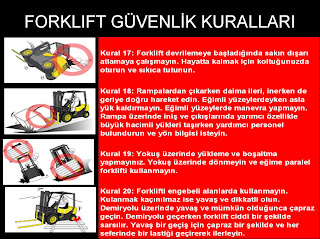 FORKLIFT GÜVENLİK KURALLARI
Kural 17: Forklift devrilemeye başladığında sakın dışarı
atlamaya çalışmayın. Hayatta kalmak için koltuğunuzda
oturun ve sıkıca tutunun.
Kural 18: Rampalardan çıkarken daima ileri, inerken de
geriye doğru hareket edin. Eğimli yüzeylerdeyken asla
yük kaldırmayın. Eğimli yüzeylerde manevra yapmayın.
Rampa üzerinde iniş ve çıkışlarında yarımcı özellikle
büyük hacimli yükleri taşırken yardımcı personel
bulundurun ve yön bilgisi isteyin.
Kural 19: Yokuş üzerinde yükleme ve boşaltma
yapmayınız. Yokuş üzerinde dönmeyin ve eğime paralel
forklifti kullanmayın.
Kural 20: Forklifti engebeli alanlarda kullanmayın.
Kulanmak kaçınılmaz ise yavaş ve dikkatli olun.
Demiryolu üzerinde yavaş ve mümkün olduğunca çapraz
geçin. Demiryolu geçerken forklift ciddi bir şekilde
sarsılır. Yavaş bir geçiş için çapraz bir şekilde ve her
seferinde bir lastiği geçirerek ilerleyin.